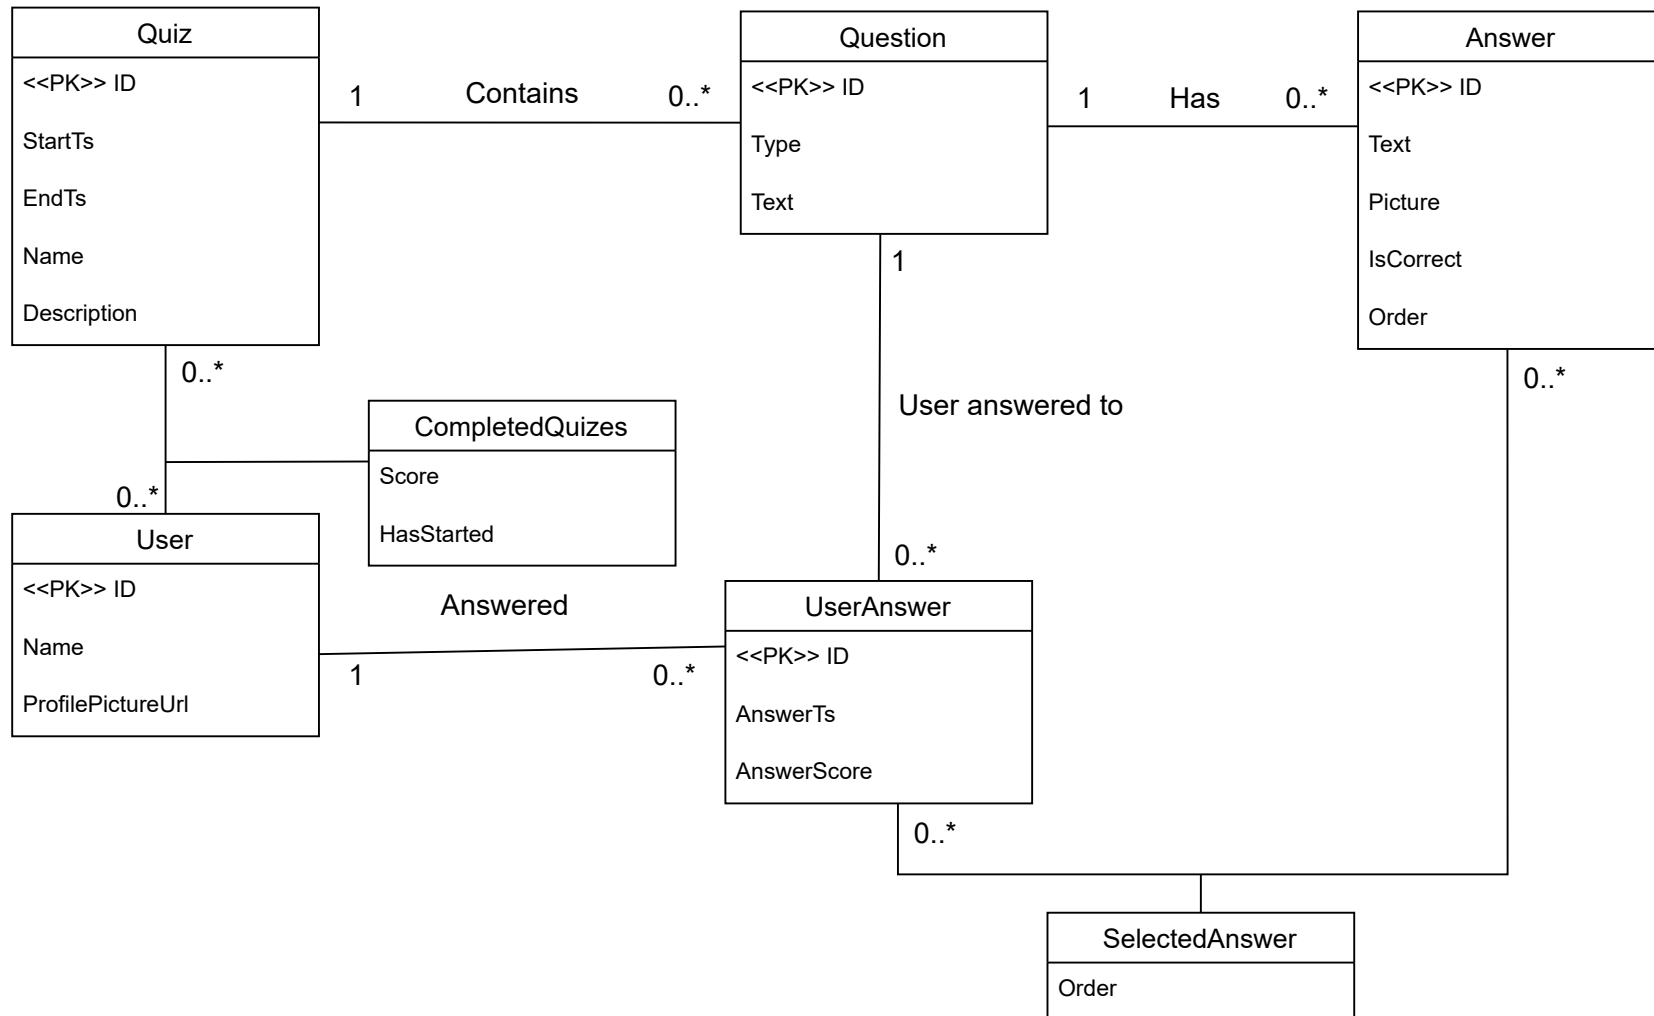 Quiz
<<PK>> ID
StartTs
EndTs
Name
Description
1
Contains
0..*
Question
<<PK>> ID
Type
Text
1
Has
0..*
Answer
<<PK>> ID
Text
Picture
IsCorrect
Order
0..*
0..*
CompletedQuizes
Score
HasStarted
1
User answered to
0..*
0..*
User
<<PK>> ID
Name
ProfilePictureUrl
Answered
1
0..*
UserAnswer
<<PK>> ID
AnswerTs
AnswerScore
0..*
SelectedAnswer
Order